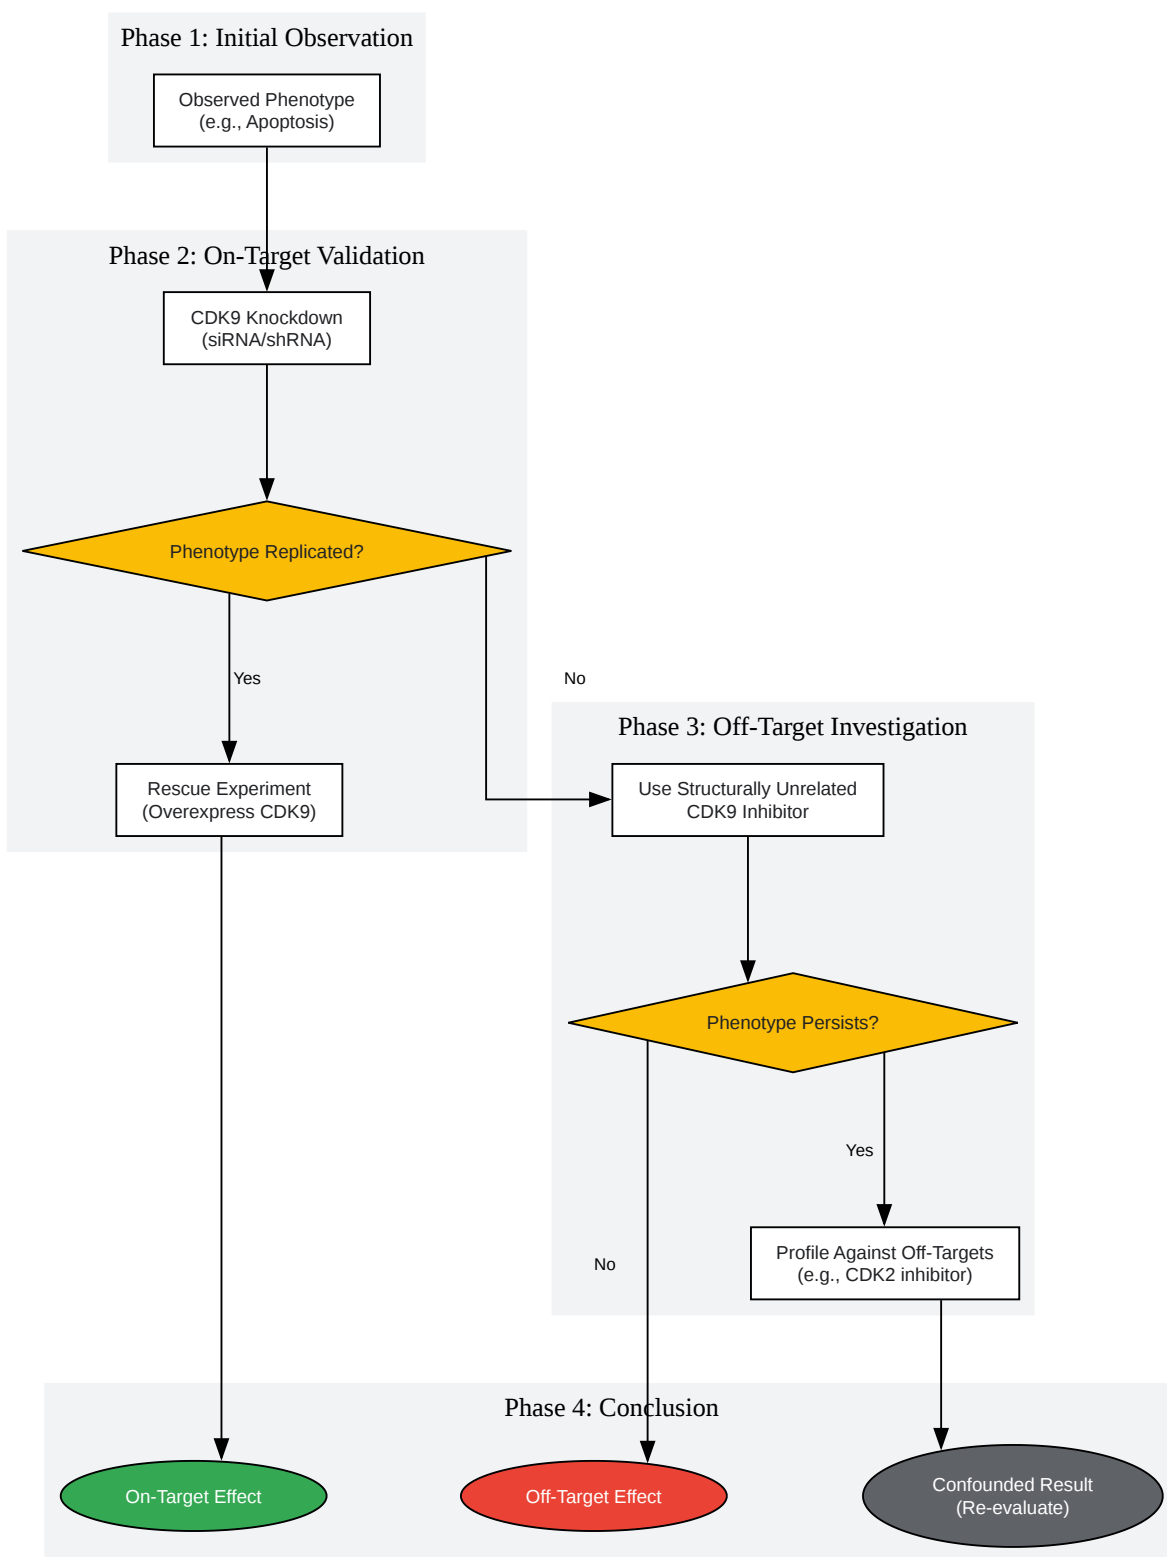 Phase 1: Initial Observation
Observed Phenotype
(e.g., Apoptosis)
Phase 2: On-Target Validation
CDK9 Knockdown
(siRNA/shRNA)
Phenotype Replicated?
Yes
No
Rescue Experiment
(Overexpress CDK9)
Phase 3: Off-Target Investigation
Use Structurally Unrelated
CDK9 Inhibitor
Phenotype Persists?
Yes
No
Profile Against Off-Targets
(e.g., CDK2 inhibitor)
Phase 4: Conclusion
On-Target Effect
Off-Target Effect
Confounded Result
(Re-evaluate)